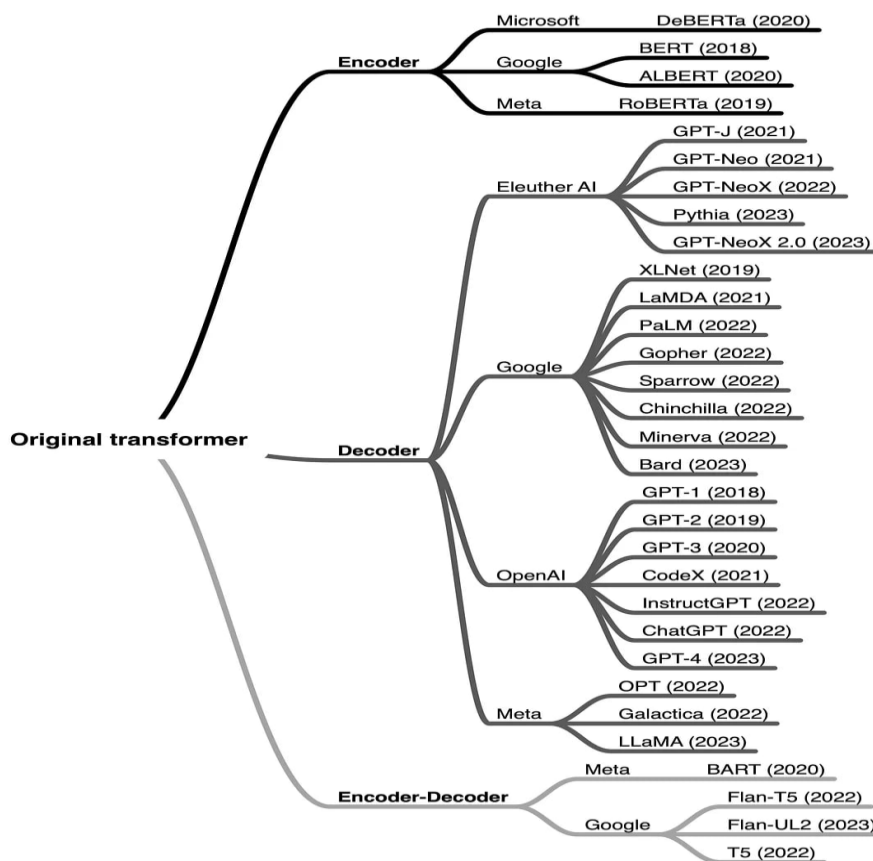 Microsoft DeBERTa (2020)
BERT (2018)
Encoder Google
ALBERT (2020)
Meta RoBERTa (2019)
GPT-J (2021)
GPT-Neo (2021)
Eleuther AI GPT-NeoX (2022)
Pythia (2023)
GPT-NeoX 2.0 (2023)
XLNet (2019)
LaMDA (2021)
PaLM (2022)
Gopher (2022)
Google
Sparrow (2022)
Chinchilla (2022)
Original transformer
Minerva (2022)
Decoder
Bard (2023)
GPT-1 (2018)
GPT-2 (2019)
GPT-3 (2020)
OpenAI CodeX (2021)
InstructGPT (2022)
ChatGPT (2022)
GPT-4 (2023)
OPT (2022)
Meta Galactica (2022)
LLaMA (2023)
Meta BART (2020)
Encoder-Decoder Flan-T5 (2022)
Google Flan-UL2 (2023)
T5 (2022)